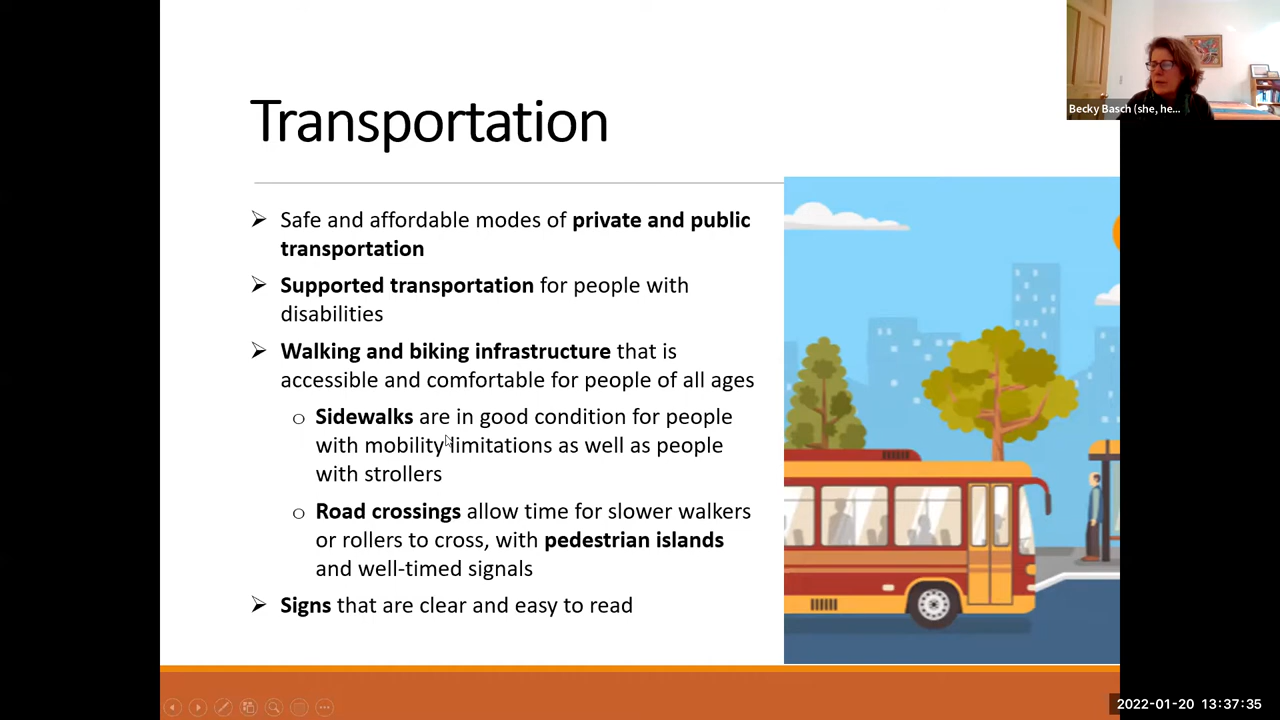 Becky Basch (she, he...
Transportation
Safe and affordable modes of private and public
transportation
Supported transportation for people with
disabilities
Walking and biking infrastructure that is
accessible and comfortable for people of all ages
Sidewalks are in good condition for people
with mobility limitations as well as people
with strollers
Road crossings allow time for slower walkers
or rollers to cross, with pedestrian islands
and well-timed signals
Signs that are clear and easy to read
2022-01-20 13:37:35